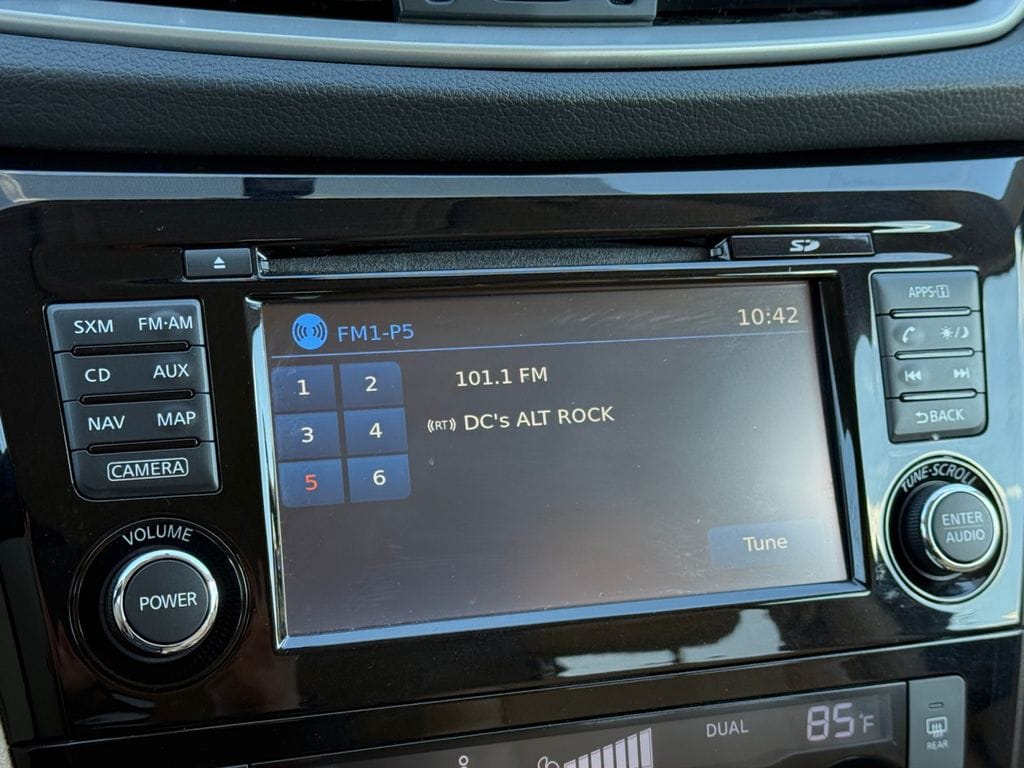 SD
APPS·i
SXM FM·AM
CD AUX
NAV MAP
CAMERA
FM1-P5
10:42
1 2
3 4
5 6
101.1 FM
((RT)) DC's ALT ROCK
Tune
BACK
VOLUME
POWER
TUNE·SCROLL
ENTER
AUDIO
DUAL
85°F
REAR